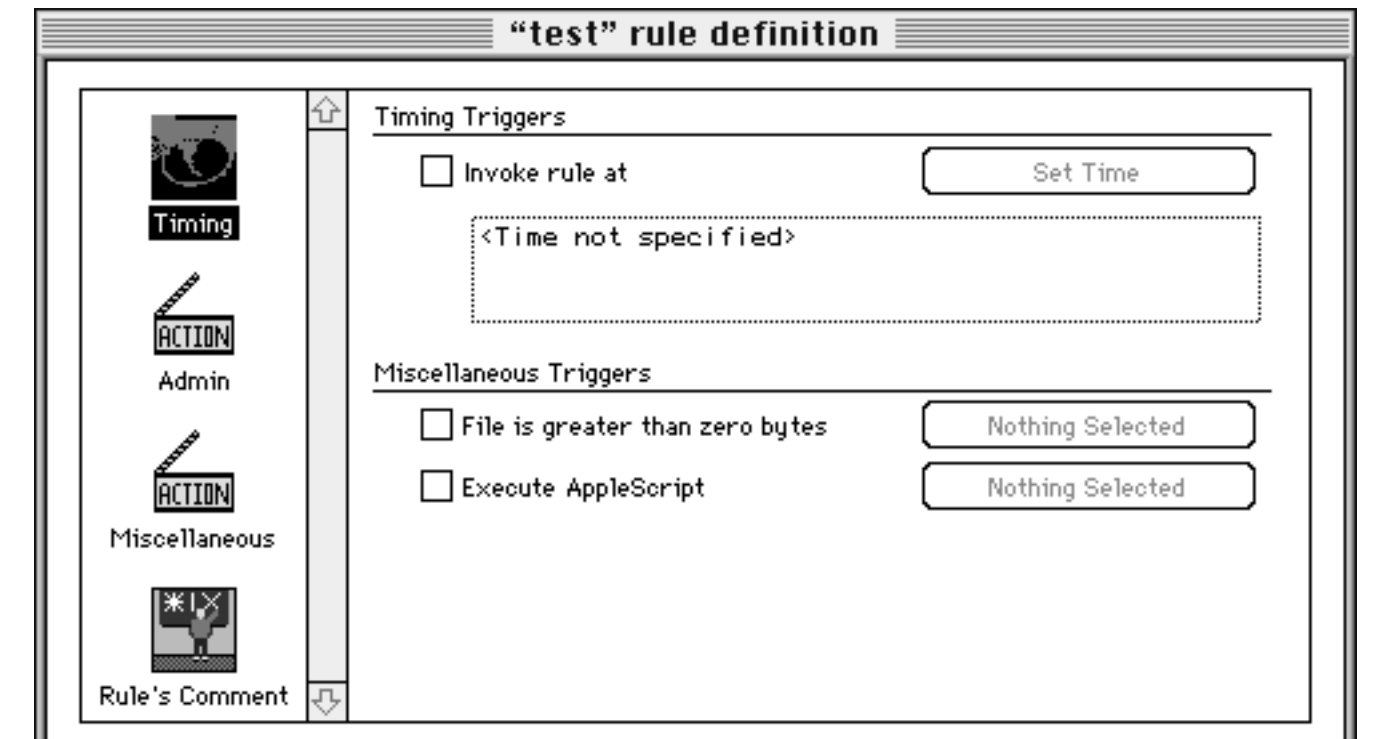 “test” rule definition
Timing
ACTION
Admin
ACTION
Miscellaneous
Rule's Comment
Timing Triggers
Invoke rule at
Set Time
<Time not specified>
Miscellaneous Triggers
File is greater than zero bytes
Nothing Selected
Execute AppleScript
Nothing Selected